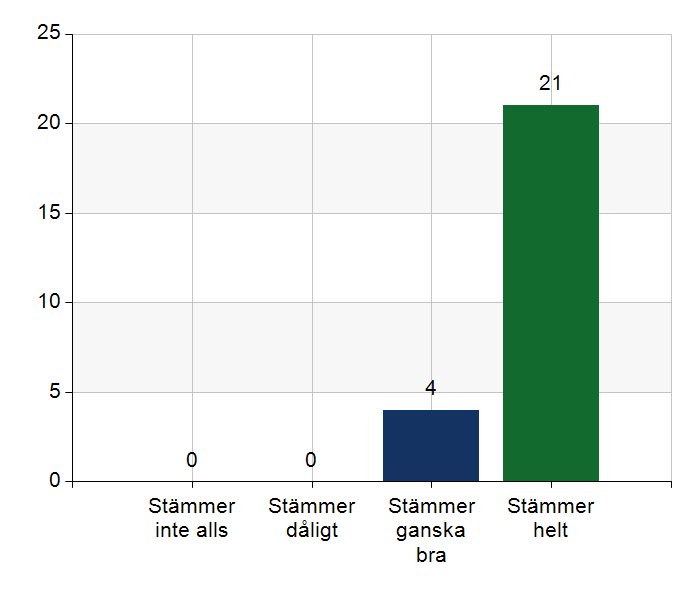 25
21
20
15
10
4
5
0
0
0
Stämmer
inte alls
Stämmer
dåligt
Stämmer
ganska
bra
Stämmer
helt